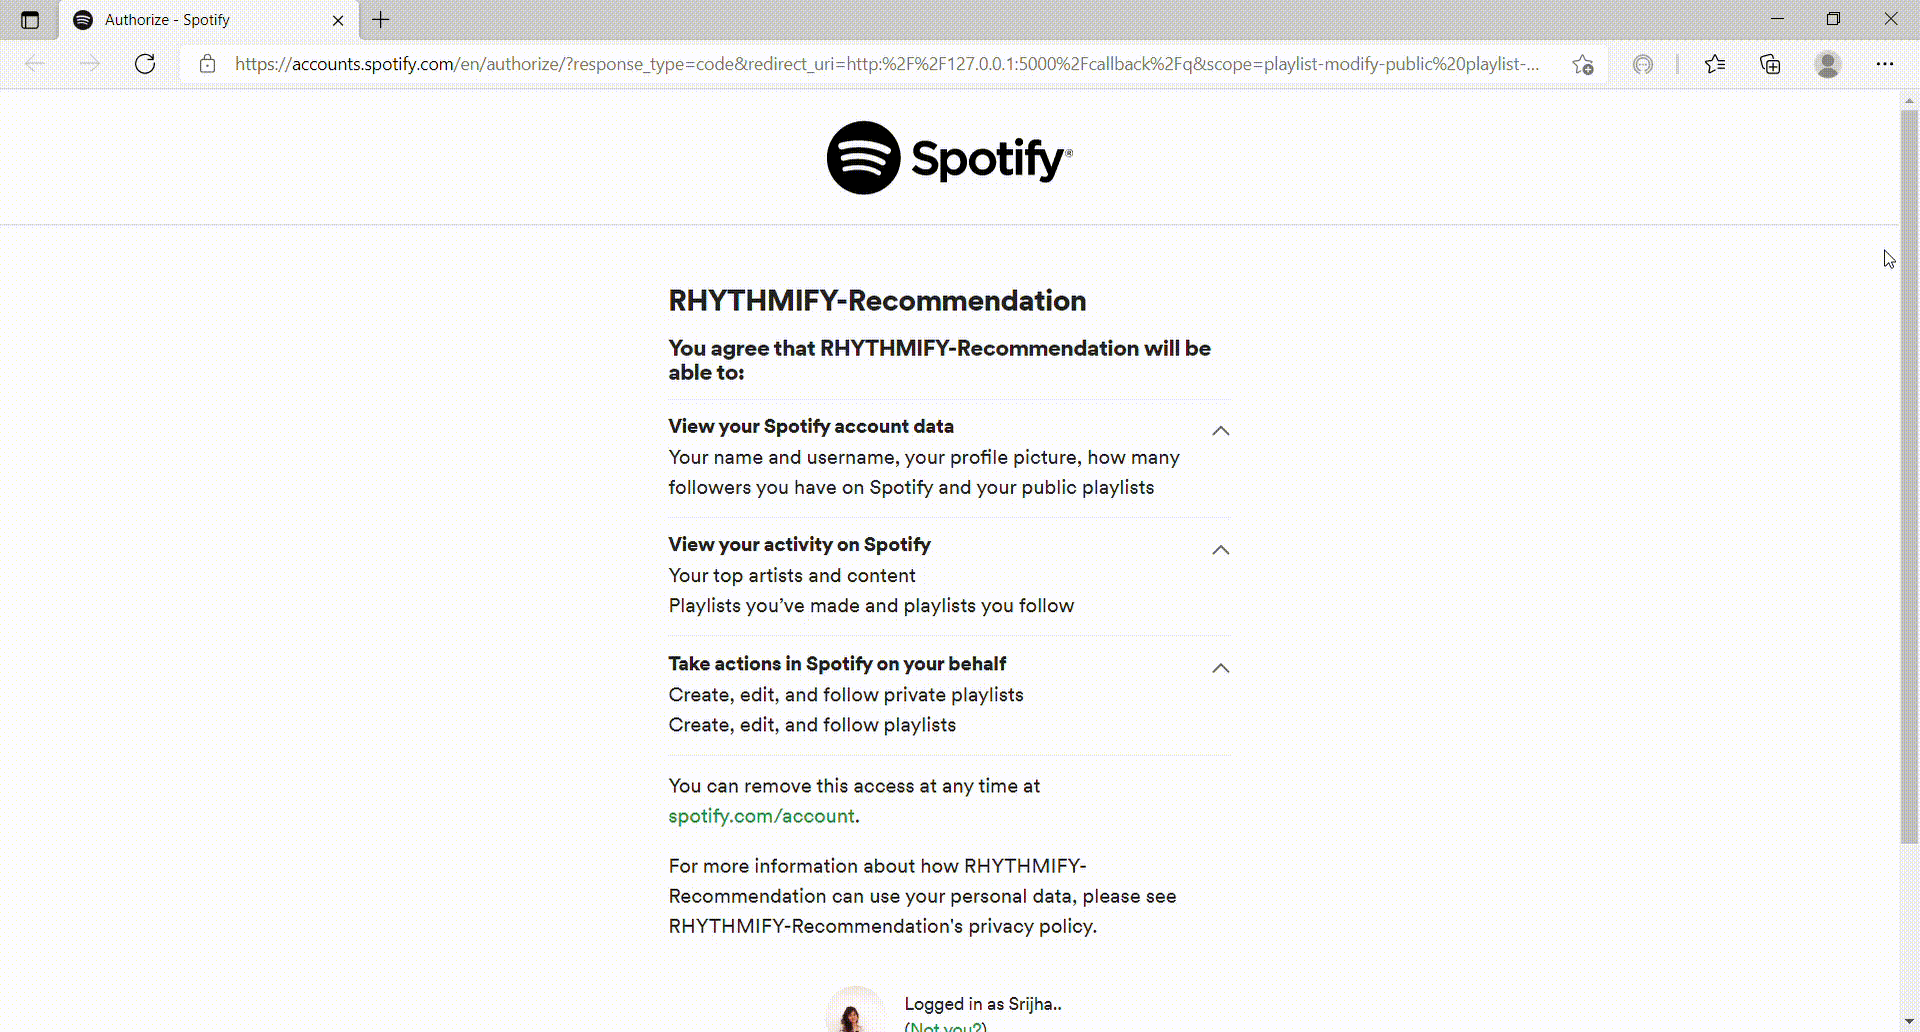 Authorize - Spotify
https://accounts.spotify.com/en/authorize/?response_type=code&redirect_uri=http:%2F%2F127.0.0.1:5000%2Fcallback%2Fq&scope=playlist-modify-public%20playlist-...
Spotify®
RHYTHMIFY-Recommendation
You agree that RHYTHMIFY-Recommendation will be
able to:
View your Spotify account data
Your name and username, your profile picture, how many
followers you have on Spotify and your public playlists
View your activity on Spotify
Your top artists and content
Playlists you’ve made and playlists you follow
Take actions in Spotify on your behalf
Create, edit, and follow private playlists
Create, edit, and follow playlists
You can remove this access at any time at
spotify.com/account.
For more information about how RHYTHMIFY-
Recommendation can use your personal data, please see
RHYTHMIFY-Recommendation's privacy policy.
Logged in as Srijha..
(Not you?)